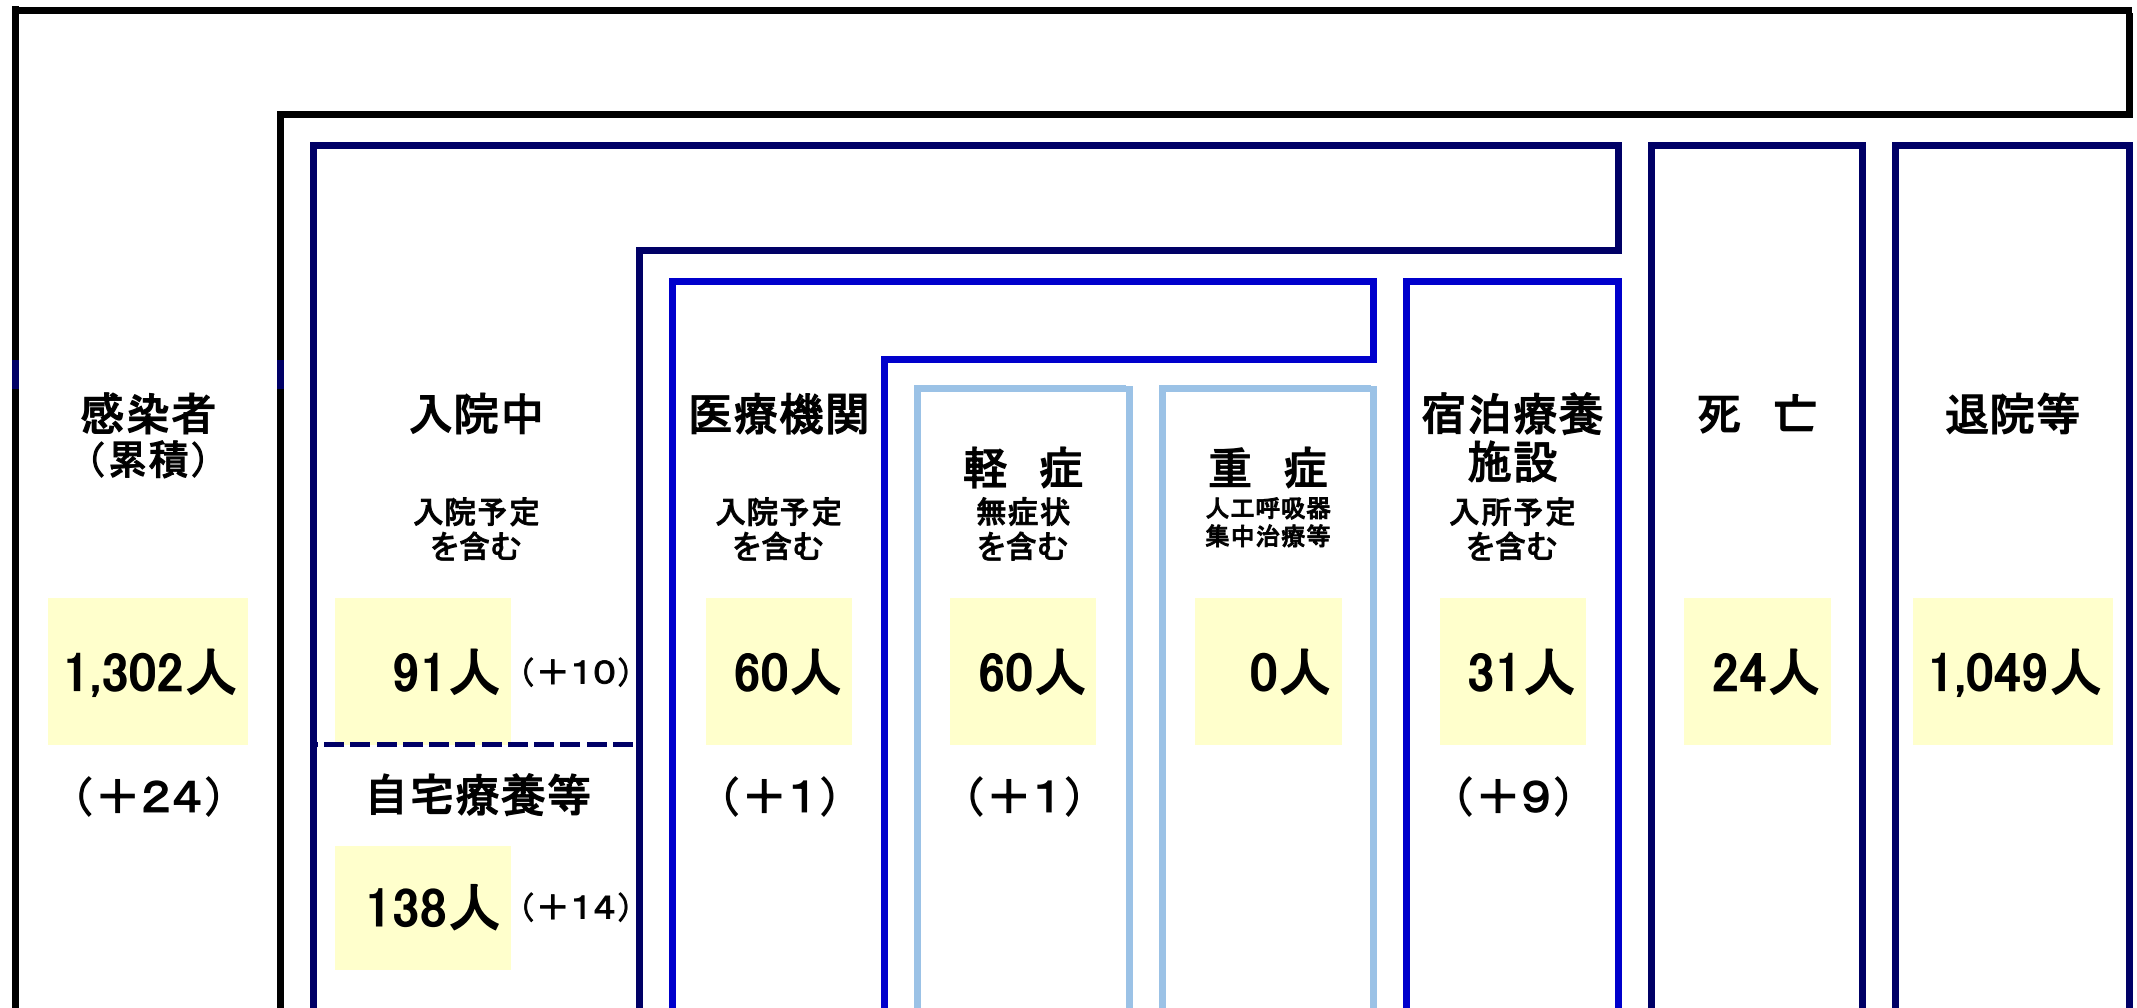 感染者
（累積）
1,302人
（＋24）
入院中
入院予定
を含む
91人（＋10）
自宅療養等
138人（＋14）
医療機関
入院予定
を含む
60人
（＋1）
軽　症
無症状
を含む
60人
（＋1）
重　症
人工呼吸器
集中治療等
0人
宿泊療養
施設
入所予定
を含む
31人
（＋9）
死　亡
24人
退院等
1,049人